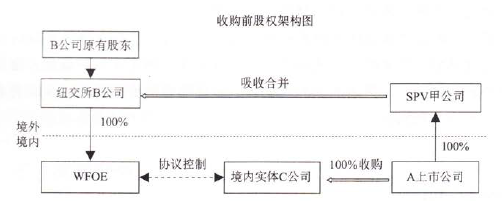 收购前股权架构图
B公司原有股东
纽交所B公司
吸收合并
SPV甲公司
境外
境内
100%
100%
WFOE
协议控制
境内实体C公司
100%收购
A上市公司